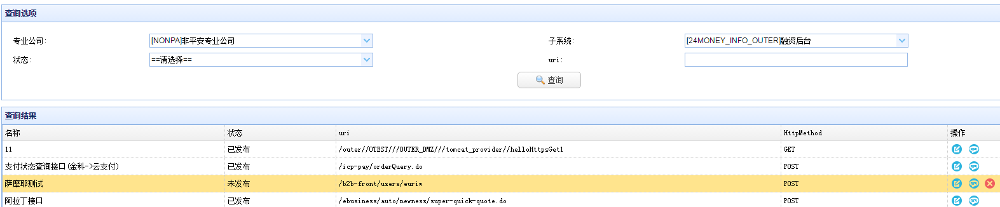 查询选项
专业公司: [NONPA]非平安专业公司 子系统: [24MONEY_INFO_OUTER]融资后台
状态: ==请选择== uri:
查询
查询结果
名称 状态 uri HttpMethod 操作
11 已发布 /outer//OTEST///OUTER_DMZ///tomcat_provider//helloHttpsGet1 GET API
支付状态查询接口(金科->云支付) 已发布 /icp-pay/orderQuery.do POST API
萨摩耶测试 未发布 /b2b-front/users/euriw POST API
阿拉丁接口 已发布 /ebusiness/auto/newness/super-quick-quote.do POST API